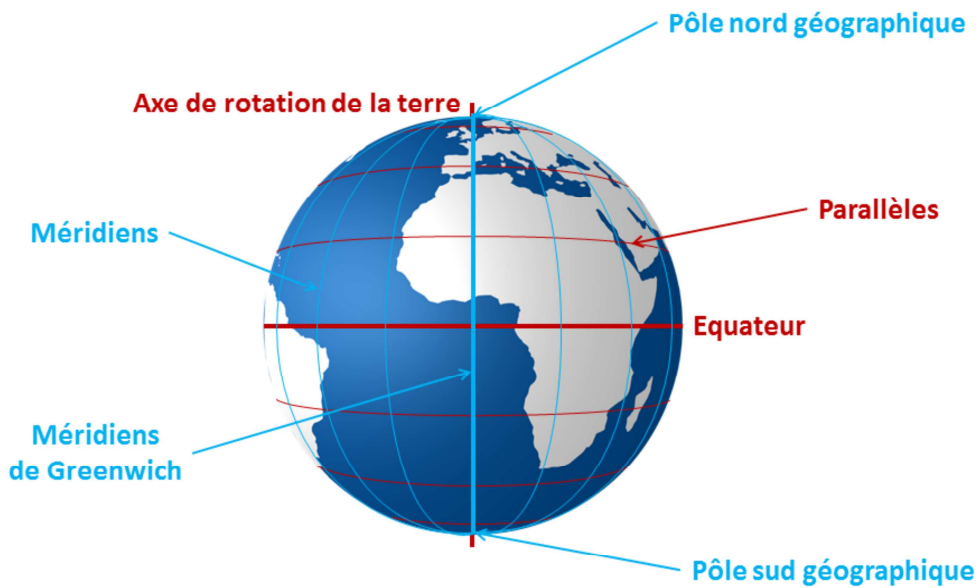 Pôle nord géographique
Axe de rotation de la terre
Parallèles
Méridiens
Equateur
Méridiens
de Greenwich
Pôle sud géographique